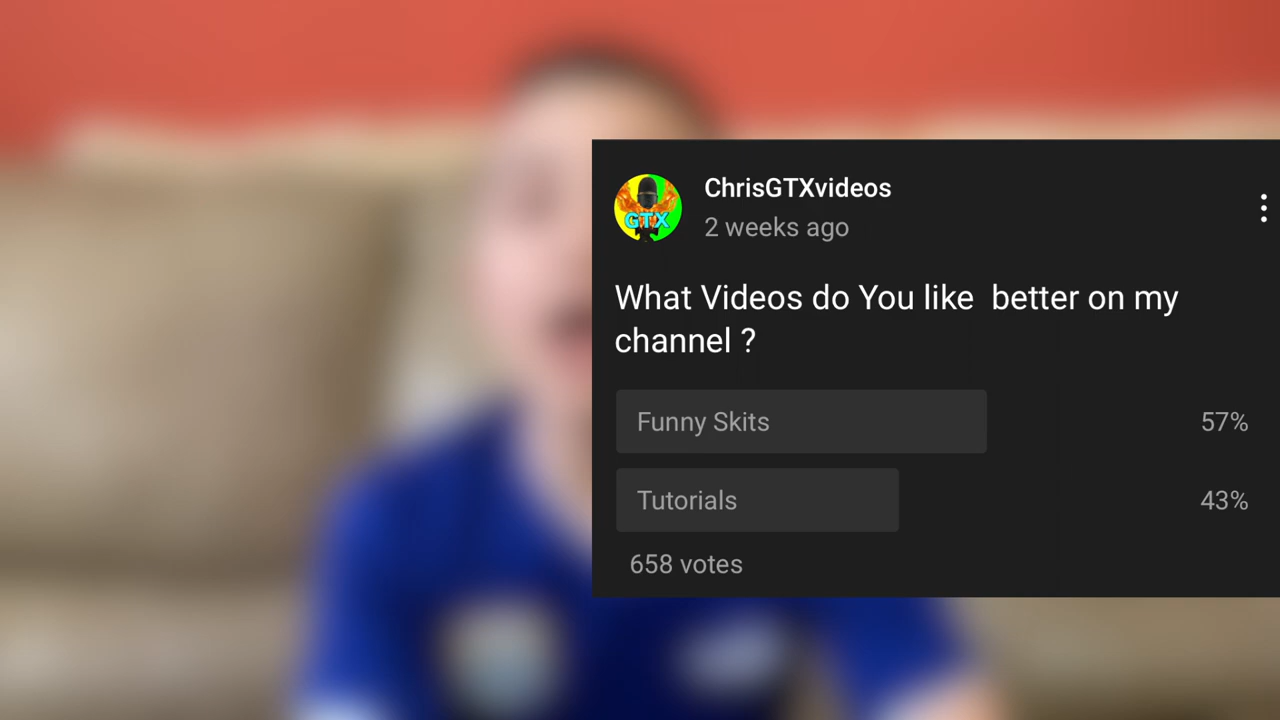 ChrisGTXvideos
2 weeks ago
GTX
What Videos do You like  better on my
channel ?
Funny Skits 57%
Tutorials 43%
658 votes